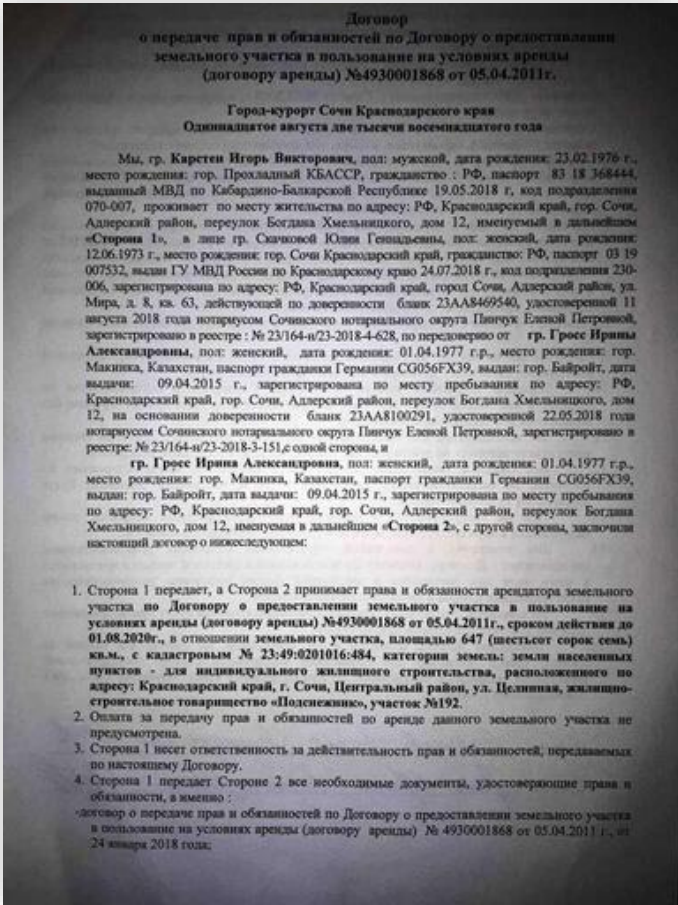 Договор
о передаче прав и обязанностей по Договору о предоставлении
земельного участка в пользование на условиях аренды
(договору аренды) №4930001868 от 05.04.2011г.
Город-курорт Сочи Краснодарского края
Одиннадцатое августа две тысячи восемнадцатого года
Мы, гр. Карстен Игорь Викторович, пол: мужской, дата рождения: 23.02.1976 г.,
место рождения: гор. Прохладный КБАССР, гражданство : РФ, паспорт 83 18 368444,
выданный МВД по Кабардино-Балкарской Республике 19.05.2018 г, код подразделения
070-007, проживает по месту жительства по адресу: РФ, Краснодарский край, гор. Сочи,
Адлерский район, переулок Богдана Хмельницкого, дом 12, именуемый в дальнейшем
«Сторона 1», в лице гр. Скачковой Юлии Геннадьевны, пол: женский, дата рождения:
12.06.1973 г., место рождения: гор. Сочи Краснодарский край, гражданство: РФ, паспорт 03 19
007532, выдан ГУ МВД России по Краснодарскому краю 24.07.2018 г., код подразделения 230-
006, зарегистрирована по адресу: РФ, Краснодарский край, город Сочи, Адлерский район, ул.
Мира, д. 8, кв. 63, действующей по доверенности бланк 23АА8469540, удостоверенной 11
августа 2018 года нотариусом Сочинского нотариального округа Пинчук Еленой Петровной,
зарегистрировано в реестре : № 23/164-н/23-2018-4-628, по передоверию от гр. Гросс Ирины
Александровны, пол: женский, дата рождения: 01.04.1977 г.р., место рождения: гор.
Макинка, Казахстан, паспорт гражданки Германии CG056FX39, выдан: гор. Байройт, дата
выдачи: 09.04.2015 г., зарегистрирована по месту пребывания по адресу: РФ,
Краснодарский край, гор. Сочи, Адлерский район, переулок Богдана Хмельницкого, дом
12, на основании доверенности бланк 23АА8100291, удостоверенной 22.05.2018 года
нотариусом Сочинского нотариального округа Пинчук Еленой Петровной, зарегистрировано в
реестре: № 23/164-н/23-2018-3-151,с одной стороны, и
гр. Гросс Ирина Александровна, пол: женский, дата рождения: 01.04.1977 г.р.,
место рождения: гор. Макинка, Казахстан, паспорт гражданки Германии CG056FX39,
выдан: гор. Байройт, дата выдачи: 09.04.2015 г., зарегистрирована по месту пребывания
по адресу: РФ, Краснодарский край, гор. Сочи, Адлерский район, переулок Богдана
Хмельницкого, дом 12, именуемая в дальнейшем «Сторона 2», с другой стороны, заключили
настоящий договор о нижеследующем:
1. Сторона 1 передает, а Сторона 2 принимает права и обязанности арендатора земельного
участка по Договору о предоставлении земельного участка в пользование на
условиях аренды (договору аренды) №4930001868 от 05.04.2011г., сроком действия до
01.08.2020г., в отношении земельного участка, площадью 647 (шестьсот сорок семь)
кв.м., с кадастровым № 23:49:0201016:484, категории земель: земли населенных
пунктов - для индивидуального жилищного строительства, расположенного по
адресу: Краснодарский край, г. Сочи, Центральный район, ул. Целинная, жилищно-
строительное товарищество «Подснежник», участок №192.
2. Оплата за передачу прав и обязанностей по аренде данного земельного участка не
предусмотрена.
3. Сторона 1 несет ответственность за действительность прав и обязанностей, передаваемых
по настоящему Договору.
4. Сторона 1 передает Стороне 2 все необходимые документы, удостоверяющие права и
обязанности, а именно :
-договор о передаче прав и обязанностей по Договору о предоставлении земельного участка
в пользование на условиях аренды (договору аренды) № 4930001868 от 05.04.2011 г., от
24 января 2018 года;